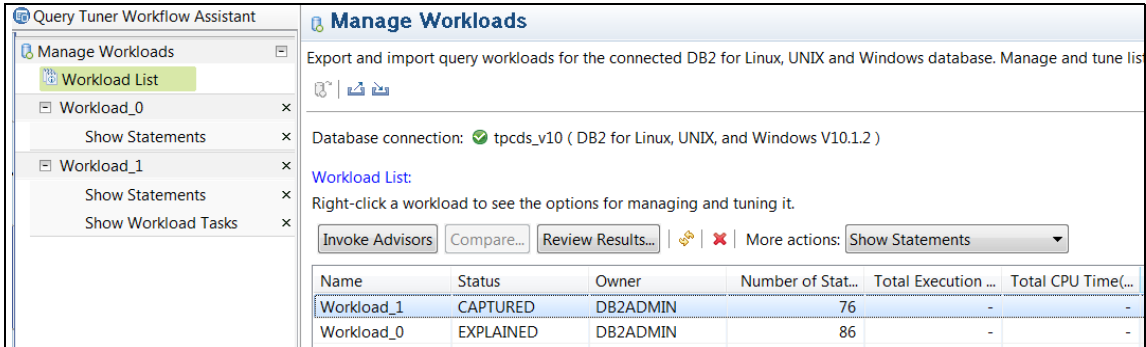 Query Tuner Workflow Assistant
Manage Workloads
Workload List
Workload_0
Show Statements
Workload_1
Show Statements
Show Workload Tasks
Manage Workloads
Export and import query workloads for the connected DB2 for Linux, UNIX and Windows database. Manage and tune lis
Database connection: tpcds_v10 ( DB2 for Linux, UNIX, and Windows V10.1.2 )
Workload List:
Right-click a workload to see the options for managing and tuning it.
Invoke Advisors Compare... Review Results... More actions: Show Statements
Name Status Owner Number of Stat... Total Execution ... Total CPU Time(...
Workload_1 CAPTURED DB2ADMIN 76 - -
Workload_0 EXPLAINED DB2ADMIN 86 - -